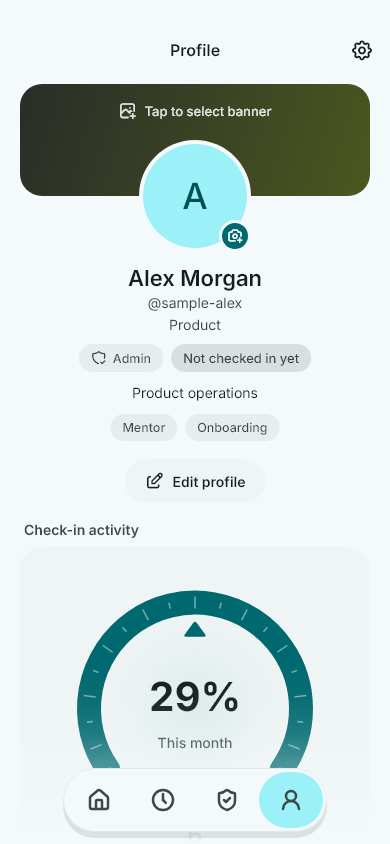 Profile
Tap to select banner
A
Alex Morgan
@sample-alex
Product
Admin
Not checked in yet
Product operations
Mentor
Onboarding
Edit profile
Check-in activity
29%
This month